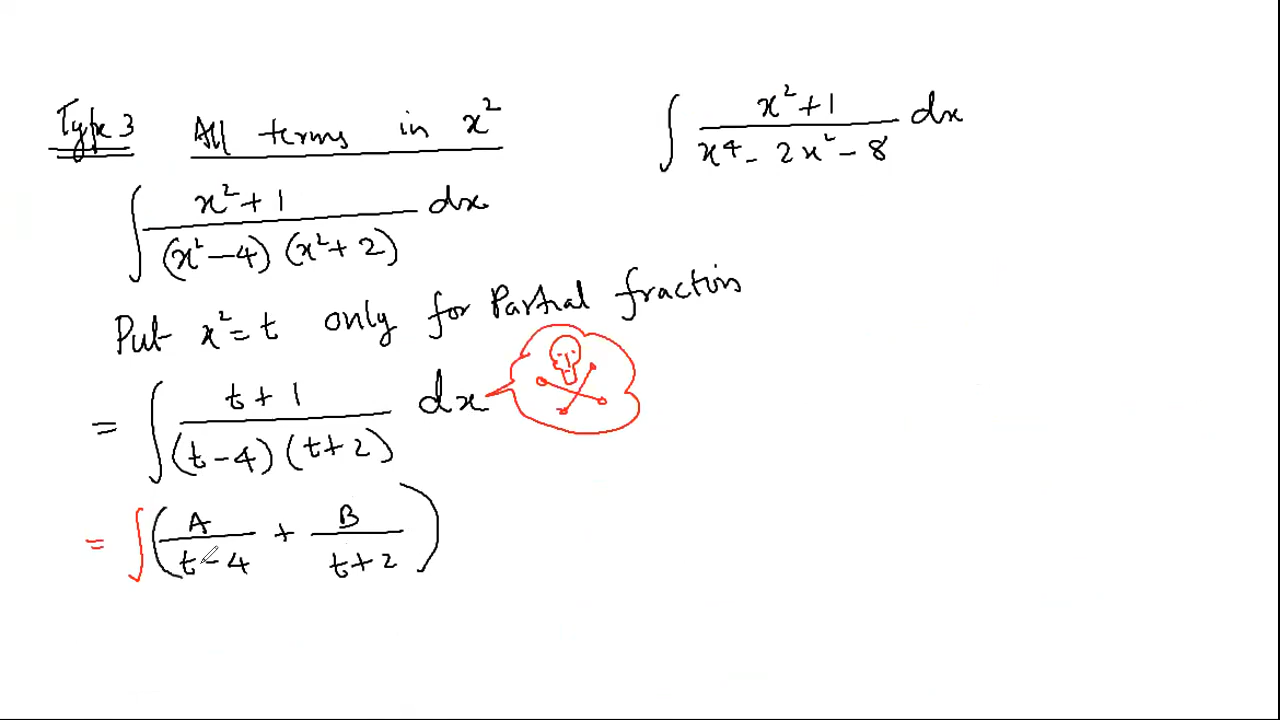 Type 3 All terms in x²
∫ (x²+1)/((x²-4)(x²+2)) dx
Put x²=t only for Partial fractions
= ∫ (t+1)/((t-4)(t+2)) dx
= ∫ (A/(t-4) + B/(t+2))
∫ (x²+1)/(x4-2x²-8) dx